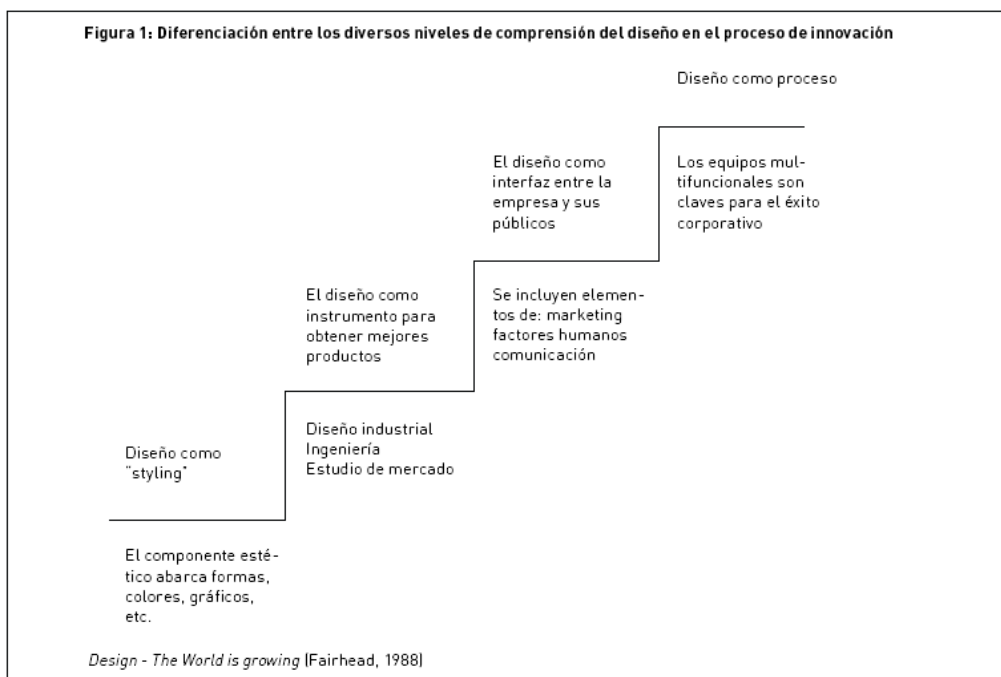 Figura 1: Diferenciación entre los diversos niveles de comprensión del diseño en el proceso de innovación
Diseño como proceso
Los equipos mul-
tifuncionales son
claves para el éxito
corporativo
El diseño como
interfaz entre la
empresa y sus
públicos
Se incluyen elemen-
tos de: marketing
factores humanos
comunicación
El diseño como
instrumento para
obtener mejores
productos
Diseño industrial
Ingeniería
Estudio de mercado
Diseño como
"styling"
El componente esté-
tico abarca formas,
colores, gráficos,
etc.
Design - The World is growing (Fairhead, 1988)